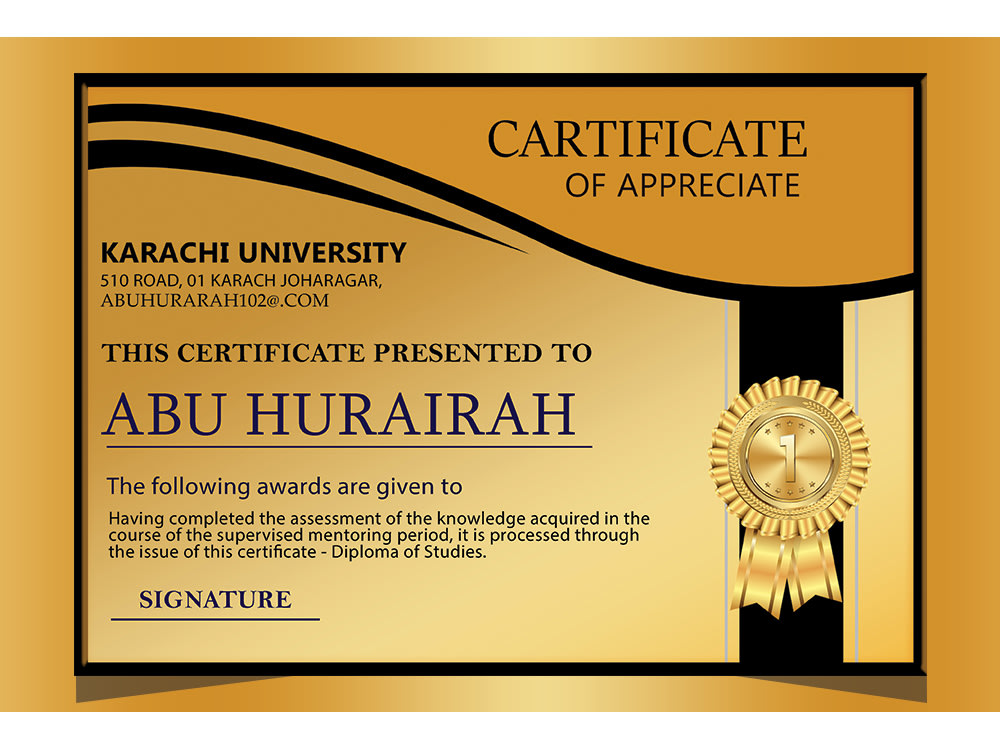 CARTIFICATE
OF APPRECIATE
KARACHI UNIVERSITY
510 ROAD, 01 KARACH JOHARAGAR,
ABUHURARAH102@.COM
THIS CERTIFICATE PRESENTED TO
ABU HURAIRAH
The following awards are given to
Having completed the assessment of the knowledge acquired in the
course of the supervised mentoring period, it is processed through
the issue of this certificate - Diploma of Studies.
SIGNATURE
1